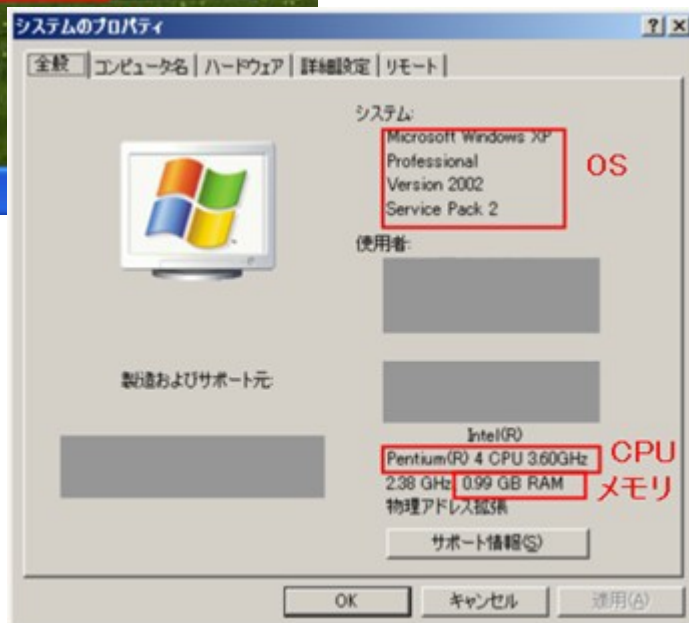 システムのプロパティ
全般 コンピュータ名 ハードウェア 詳細設定 リモート
システム:
Microsoft Windows XP
Professional
Version 2002
Service Pack 2
OS
使用者:
製造およびサポート元:
Intel(R)
Pentium(R) 4 CPU 3.60GHz
CPU
2.38 GHz, 0.99 GB RAM
メモリ
物理アドレス拡張
サポート情報(S)
OK キャンセル 適用(A)